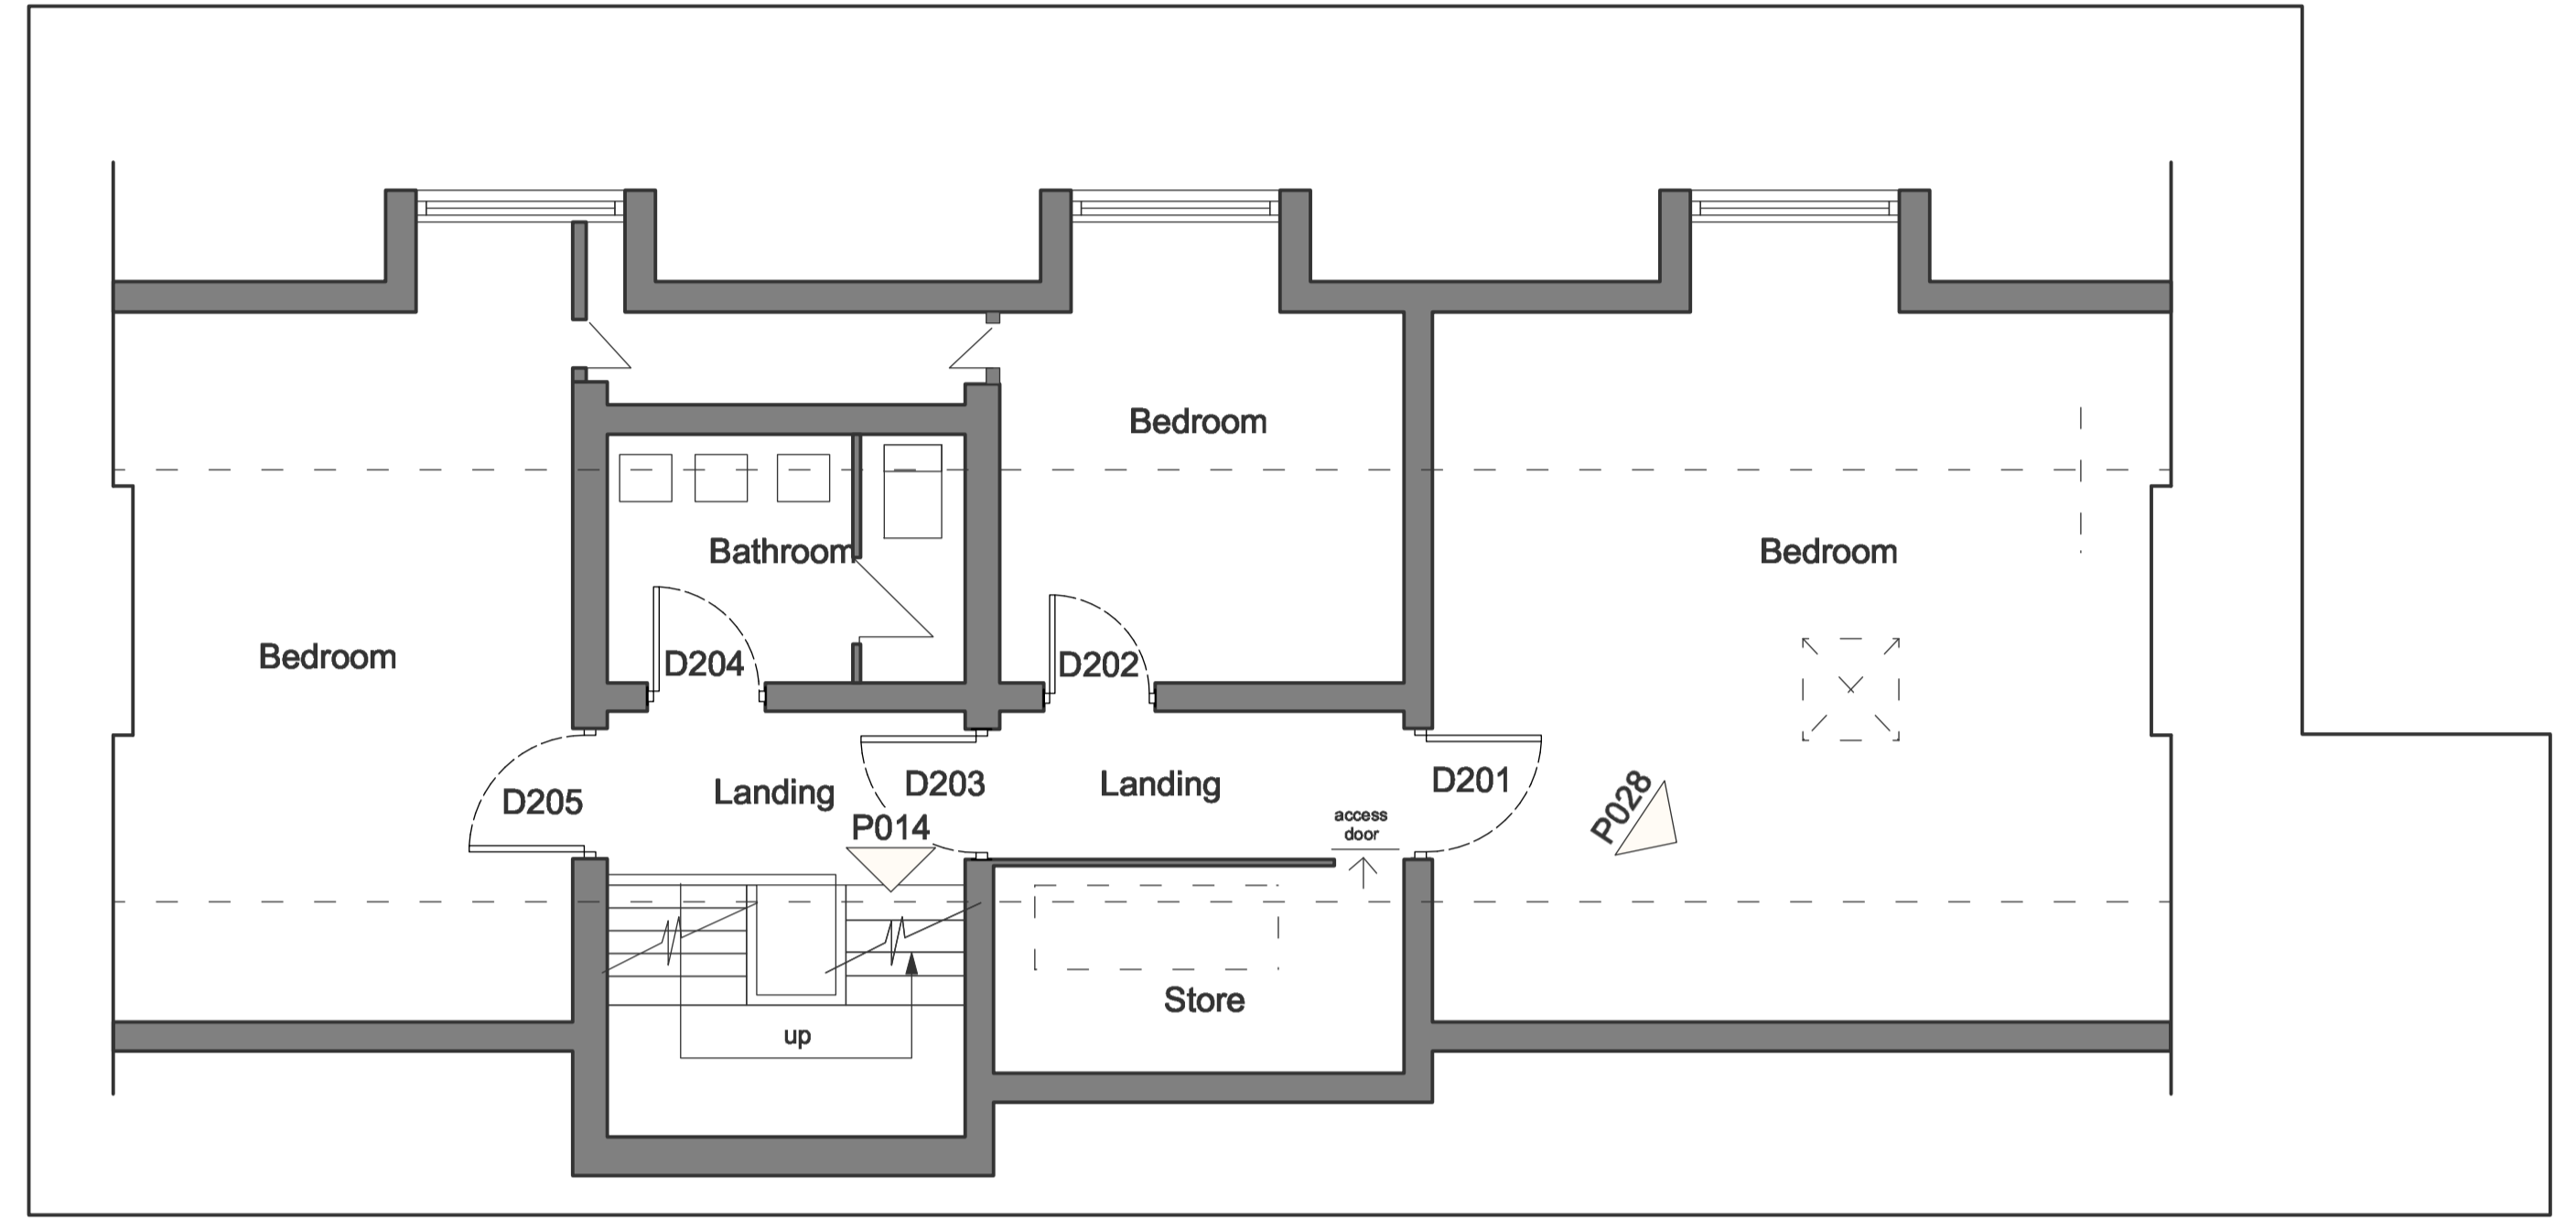 Bedroom
Bathroom
Bedroom
Bedroom
D204
D202
D205
Landing
D203
Landing
D201
P014
access
door
P028
Store
up